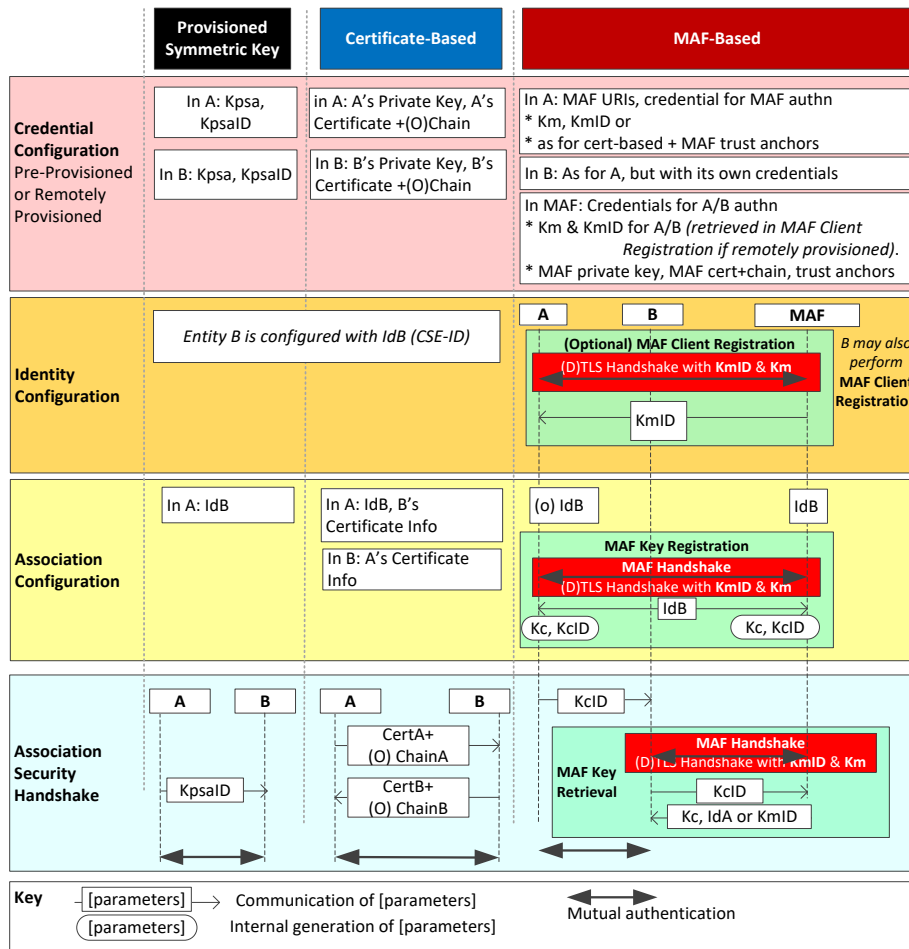 Provisioned
Symmetric Key
Certificate-Based
MAF-Based
Credential
Configuration
Pre-Provisioned
or Remotely
Provisioned
In A: Kpsa,
KpsaID
In B: Kpsa, KpsaID
in A: A's Private Key, A's
Certificate +(O)Chain
In B: B's Private Key, B's
Certificate +(O)Chain
In A: MAF URIs, credential for MAF authn
* Km, KmID or
* as for cert-based + MAF trust anchors
In B: As for A, but with its own credentials
In MAF: Credentials for A/B authn
* Km & KmID for A/B (retrieved in MAF Client
Registration if remotely provisioned).
* MAF private key, MAF cert+chain, trust anchors
Identity
Configuration
Entity B is configured with IdB (CSE-ID)
A
B
MAF
(Optional) MAF Client Registration
(D)TLS Handshake with KmID & Km
KmID
B may also
perform
MAF Client
Registration
Association
Configuration
In A: IdB
In A: IdB, B's
Certificate Info
In B: A's Certificate
Info
(o) IdB
IdB
MAF Key Registration
MAF Handshake
(D)TLS Handshake with KmID & Km
IdB
Kc, KcID
Kc, KcID
Association
Security
Handshake
A
B
KpsaID
A
B
CertA+
(O) ChainA
CertB+
(O) ChainB
KcID
MAF Key
Retrieval
MAF Handshake
(D)TLS Handshake with KmID & Km
KcID
Kc, IdA or KmID
Key
[parameters]
Communication of [parameters]
[parameters]
Internal generation of [parameters]
Mutual authentication